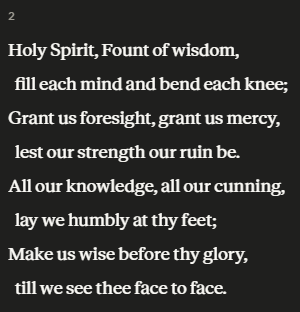 2
Holy Spirit, Fount of wisdom,
fill each mind and bend each knee;
Grant us foresight, grant us mercy,
lest our strength our ruin be.
All our knowledge, all our cunning,
lay we humbly at thy feet;
Make us wise before thy glory,
till we see thee face to face.